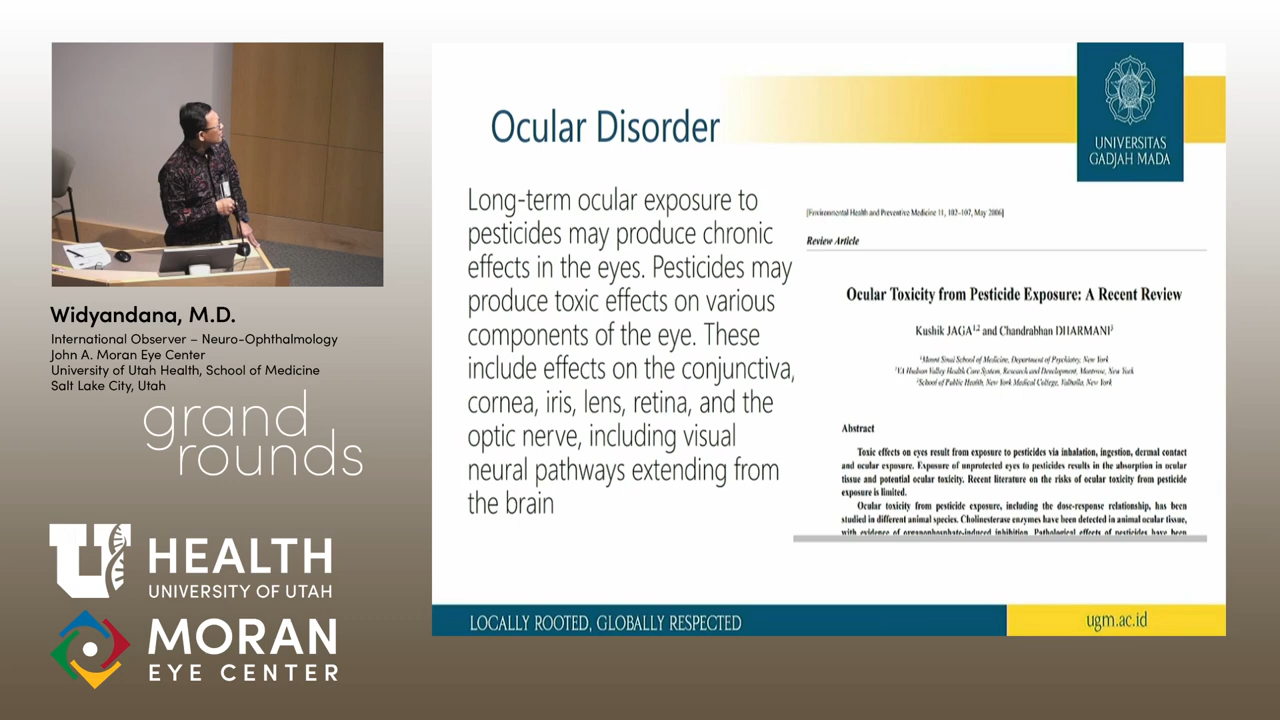 Widyandana, M.D.
International Observer – Neuro-Ophthalmology
John A. Moran Eye Center
University of Utah Health, School of Medicine
Salt Lake City, Utah
grand
rounds
U HEALTH
UNIVERSITY OF UTAH
MORAN
EYE CENTER
Ocular Disorder
UNIVERSITAS
GADJAH MADA
Long-term ocular exposure to
pesticides may produce chronic
effects in the eyes. Pesticides may
produce toxic effects on various
components of the eye. These
include effects on the conjunctiva,
cornea, iris, lens, retina, and the
optic nerve, including visual
neural pathways extending from
the brain
[Environmental Health and Preventive Medicine 11, 102–107, May 2006]
Review Article
Ocular Toxicity from Pesticide Exposure: A Recent Review
Kushik JAGA1,2 and Chandrabhan DHARMANI3
1Mount Sinai School of Medicine, Department of Psychiatry, New York
2VA Hudson Valley Health Care System, Research and Development, Montrose, New York
3School of Public Health, New York Medical College, Valhalla, New York
Abstract
Toxic effects on eyes result from exposure to pesticides via inhalation, ingestion, dermal contact
and ocular exposure. Exposure of unprotected eyes to pesticides results in the absorption in ocular
tissue and potential ocular toxicity. Recent literature on the risks of ocular toxicity from pesticide
exposure is limited.
Ocular toxicity from pesticide exposure, including the dose-response relationship, has been
studied in different animal species. Cholinesterase enzymes have been detected in animal ocular tissue,
with evidence of organophosphate-induced inhibition. Pathological effects of pesticides have been
LOCALLY ROOTED, GLOBALLY RESPECTED
ugm.ac.id